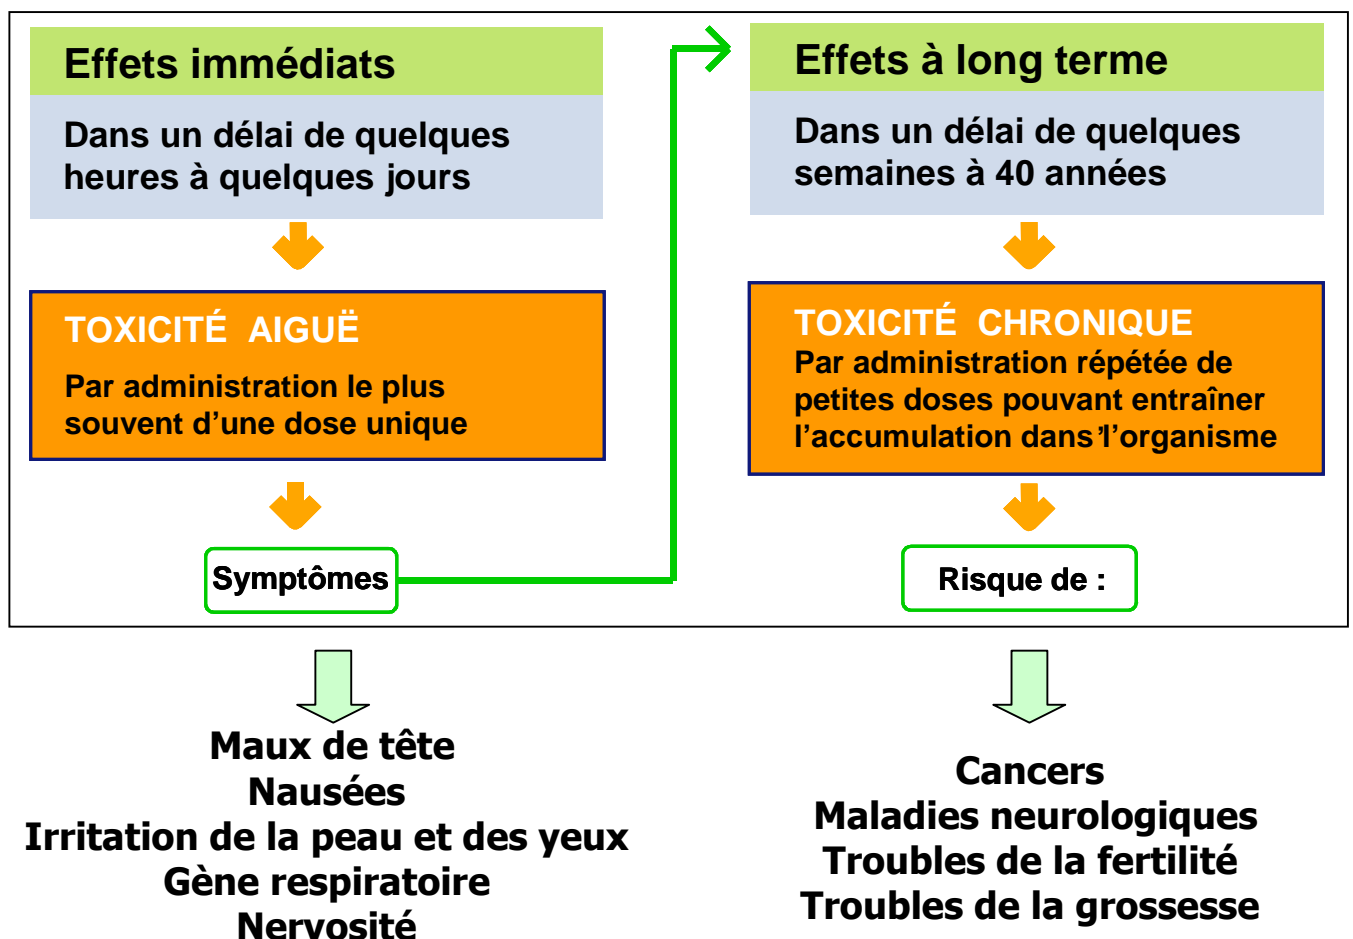 Effets immédiats
Dans un délai de quelques
heures à quelques jours
TOXICITÉ AIGUË
Par administration le plus
souvent d’une dose unique
Symptômes
Maux de tête
Nausées
Irritation de la peau et des yeux
Gène respiratoire
Nervosité
Effets à long terme
Dans un délai de quelques
semaines à 40 années
TOXICITÉ CHRONIQUE
Par administration répétée de
petites doses pouvant entraîner
l’accumulation dans’l’organisme
Risque de :
Cancers
Maladies neurologiques
Troubles de la fertilité
Troubles de la grossesse